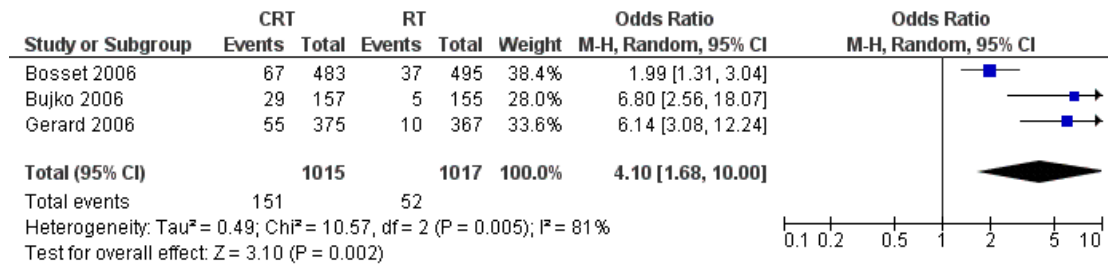 CRT RT Odds Ratio Odds Ratio
Study or Subgroup Events Total Events Total Weight M-H, Random, 95% CI M-H, Random, 95% CI
Bosset 2006 67 483 37 495 38.4% 1.99 [1.31, 3.04]
Bujko 2006 29 157 5 155 28.0% 6.80 [2.56, 18.07]
Gerard 2006 55 375 10 367 33.6% 6.14 [3.08, 12.24]
Total (95% CI) 1015 1017 100.0% 4.10 [1.68, 10.00]
Total events 151 52
Heterogeneity: Tau² = 0.49; Chi² = 10.57, df = 2 (P = 0.005); I² = 81%
Test for overall effect: Z = 3.10 (P = 0.002)
0.1 0.2 0.5 1 2 5 10